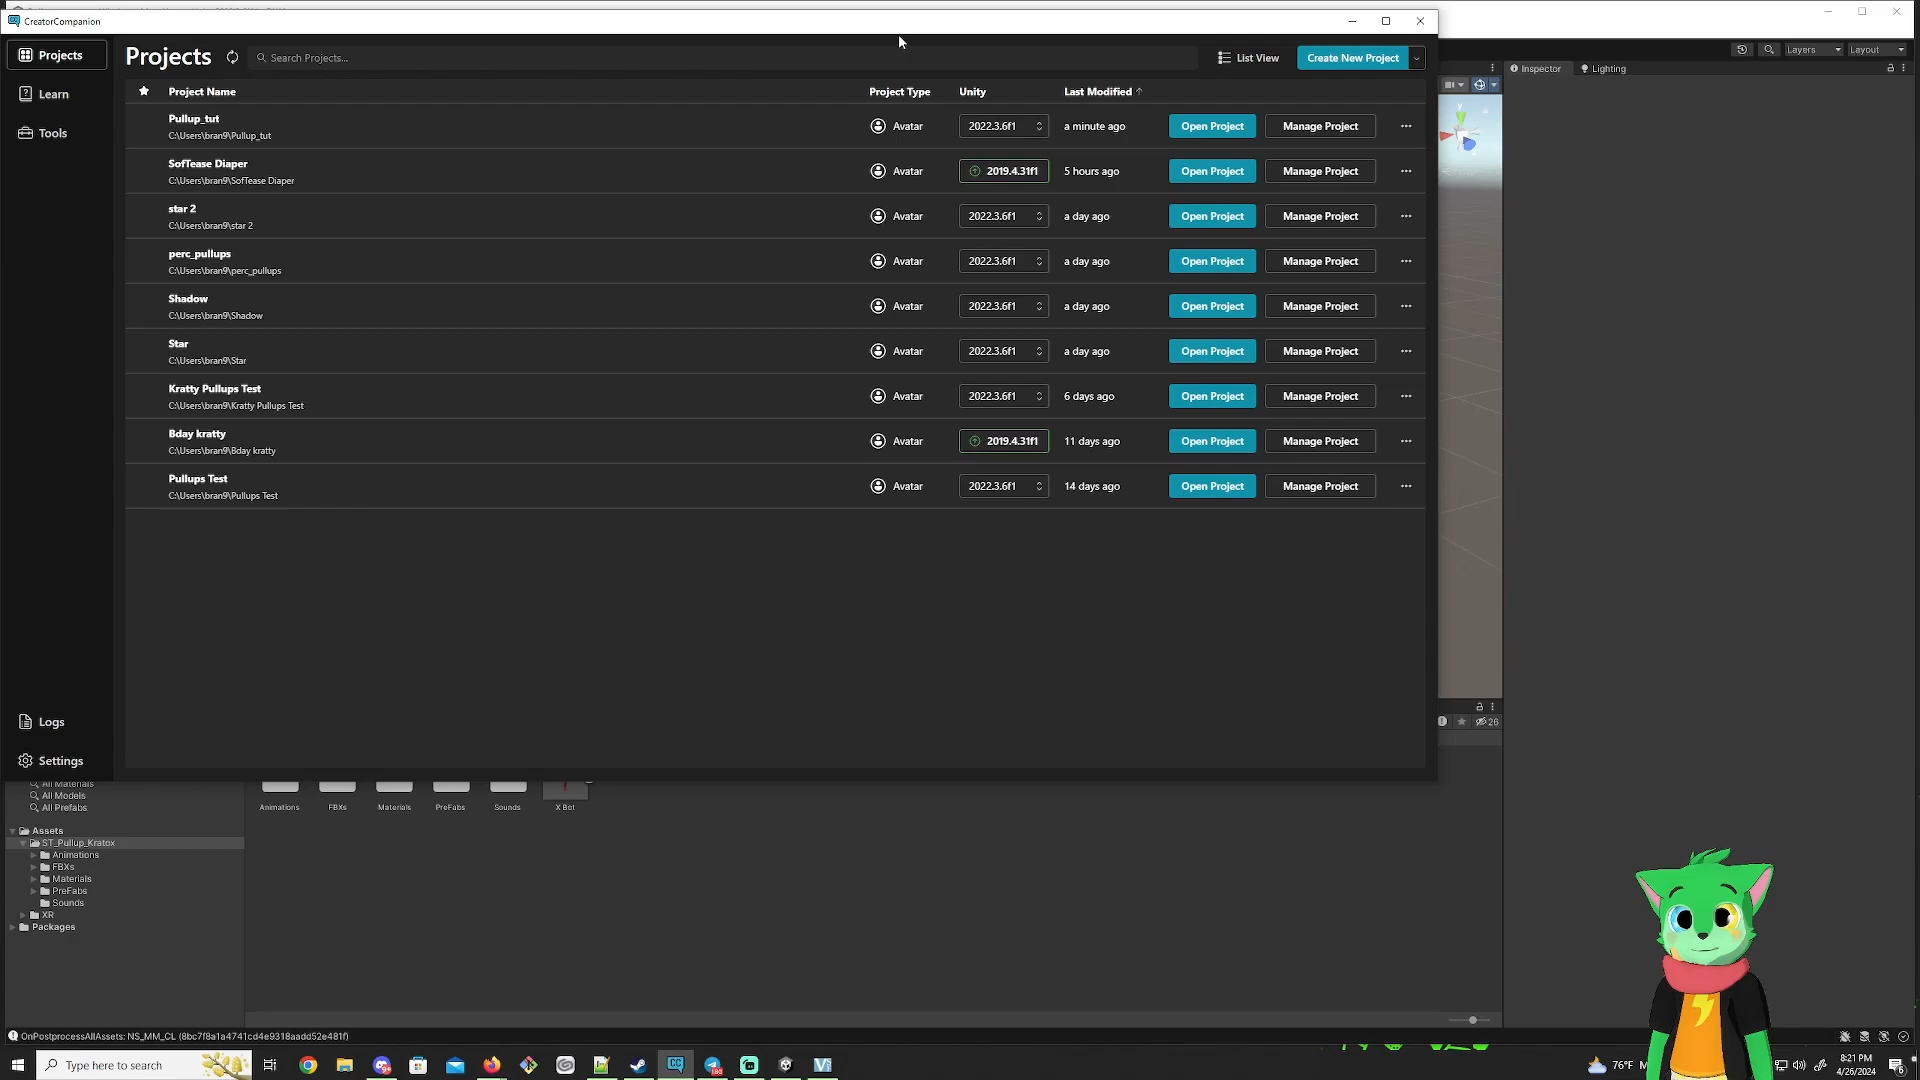 CreatorCompanion
Projects
Learn
Tools
Logs
Settings
Projects
Search Projects...
List View
Create New Project
Project Name
Project Type
Unity
Last Modified
Pullup_tut
C:\Users\bran9\Pullup_tut
Avatar
2022.3.6f1
a minute ago
Open Project
Manage Project
SofTease Diaper
C:\Users\bran9\SofTease Diaper
Avatar
2019.4.31f1
5 hours ago
Open Project
Manage Project
star 2
C:\Users\bran9\star 2
Avatar
2022.3.6f1
a day ago
Open Project
Manage Project
perc_pullups
C:\Users\bran9\perc_pullups
Avatar
2022.3.6f1
a day ago
Open Project
Manage Project
Shadow
C:\Users\bran9\Shadow
Avatar
2022.3.6f1
a day ago
Open Project
Manage Project
Star
C:\Users\bran9\Star
Avatar
2022.3.6f1
a day ago
Open Project
Manage Project
Kratty Pullups Test
C:\Users\bran9\Kratty Pullups Test
Avatar
2022.3.6f1
6 days ago
Open Project
Manage Project
Bday kratty
C:\Users\bran9\Bday kratty
Avatar
2019.4.31f1
11 days ago
Open Project
Manage Project
Pullups Test
C:\Users\bran9\Pullups Test
Avatar
2022.3.6f1
14 days ago
Open Project
Manage Project
Layers
Layout
Inspector
Lighting
26
All Materials
All Models
All Prefabs
Assets
ST_Pullup_Kratox
Animations
FBXs
Materials
PreFabs
Sounds
XR
Packages
Animations
FBXs
Materials
PreFabs
Sounds
X Bot
OnPostprocessAllAssets: NS_MM_CL (8bc7f8a1a4741cd4e9318aadd52e481f)
Type here to search
76°F
8:21 PM
4/26/2024